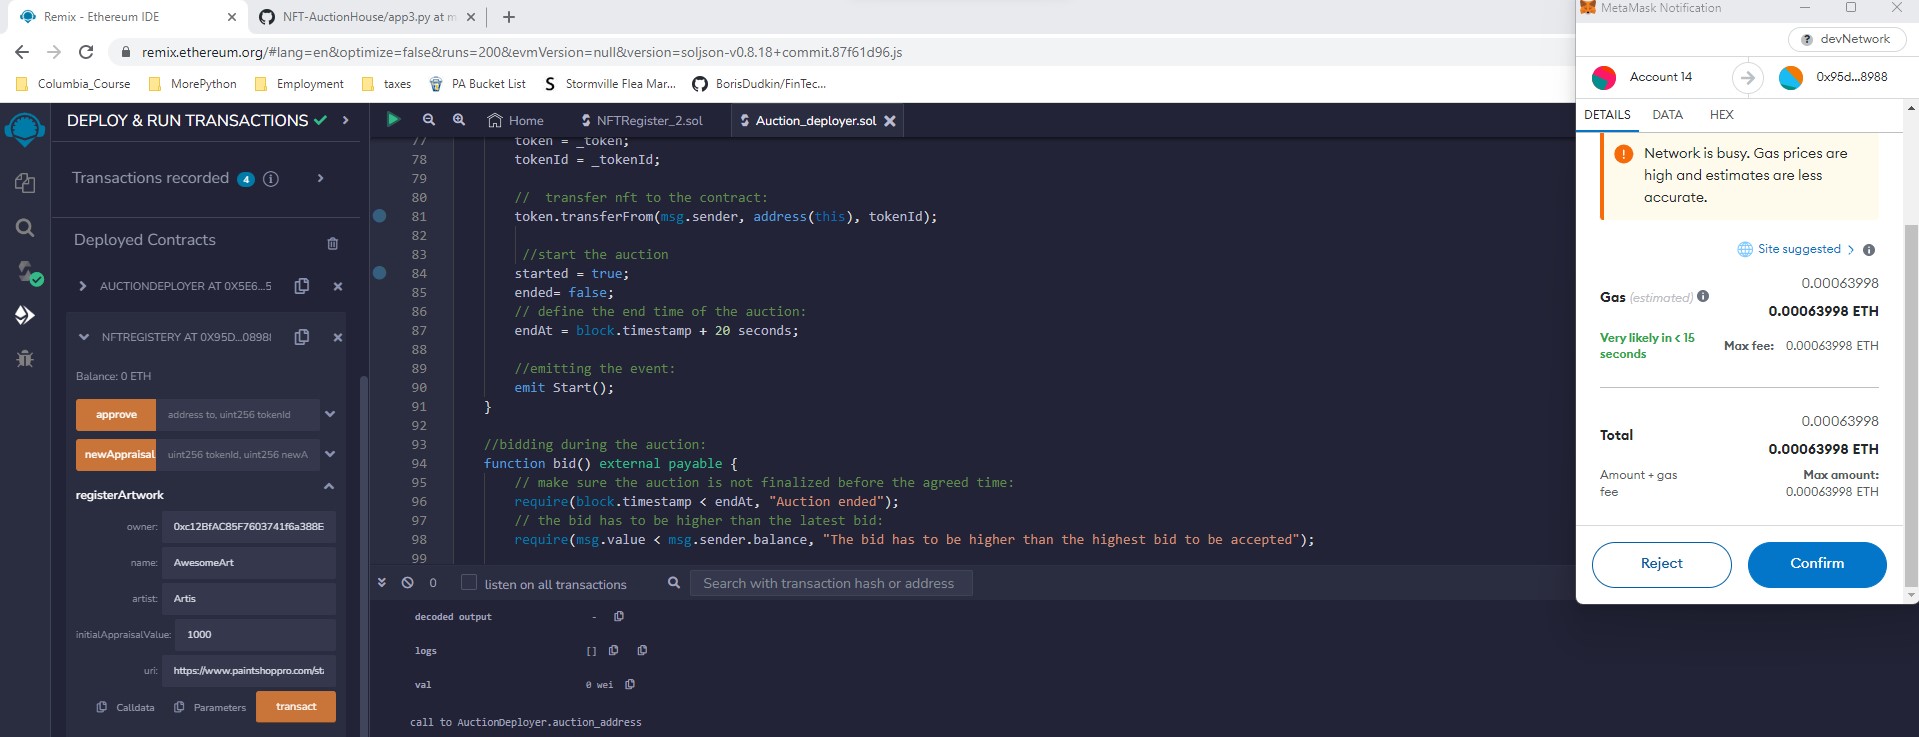 Remix - Ethereum IDE
NFT-AuctionHouse/app3.py at m
remix.ethereum.org/#lang=en&optimize=false&runs=200&evmVersion=null&version=soljson-v0.8.18+commit.87f61d96.js
Columbia_Course
MorePython
Employment
taxes
PA Bucket List
S
Stormville Flea Mar...
BorisDudkin/FinTec...
DEPLOY & RUN TRANSACTIONS
Transactions recorded 4 i
Deployed Contracts
AUCTIONDEPLOYER AT 0X5E6...5
NFTREGISTERY AT 0X95D...08981
Balance: 0 ETH
approve
address to, uint256 tokenId
newAppraisal
uint256 tokenId, uint256 newA
registerArtwork
owner: 0xc12BfAC85F7603741f6a388E
name: AwesomeArt
artist: Artis
initialAppraisalValue: 1000
uri: https://www.paintshoppro.com/st
Calldata
Parameters
transact
Home
NFTRegister_2.sol
Auction_deployer.sol
77 token = _token;
78 tokenId = _tokenId;
79
80 //  transfer nft to the contract:
81 token.transferFrom(msg.sender, address(this), tokenId);
82
83 //start the auction
84 started = true;
85 ended= false;
86 // define the end time of the auction:
87 endAt = block.timestamp + 20 seconds;
88
89 //emitting the event:
90 emit Start();
91 }
92
93 //bidding during the auction:
94 function bid() external payable {
95 // make sure the auction is not finalized before the agreed time:
96 require(block.timestamp < endAt, "Auction ended");
97 // the bid has to be higher than the latest bid:
98 require(msg.value < msg.sender.balance, "The bid has to be higher than the highest bid to be accepted");
99
0
listen on all transactions
Search with transaction hash or address
decoded output -
logs []
val 0 wei
call to AuctionDeployer.auction_address
MetaMask Notification
? devNetwork
Account 14
0x95d...8988
DETAILS
DATA
HEX
Network is busy. Gas prices are
high and estimates are less
accurate.
Site suggested
0.00063998
Gas (estimated)
0.00063998 ETH
Very likely in < 15
seconds
Max fee: 0.00063998 ETH
0.00063998
Total
0.00063998 ETH
Amount + gas
fee
Max amount:
0.00063998 ETH
Reject
Confirm